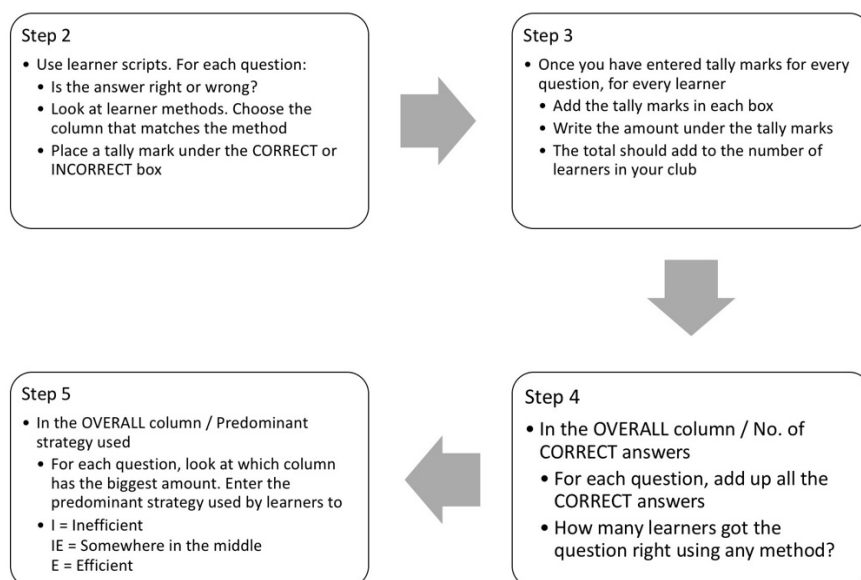 Step 2
• Use learner scripts. For each question:
• Is the answer right or wrong?
• Look at learner methods. Choose the
column that matches the method
• Place a tally mark under the CORRECT or
INCORRECT box
Step 3
• Once you have entered tally marks for every
question, for every learner
• Add the tally marks in each box
• Write the amount under the tally marks
• The total should add to the number of
learners in your club
Step 4
• In the OVERALL column / No. of
CORRECT answers
• For each question, add up all the
CORRECT answers
• How many learners got the
question right using any method?
Step 5
• In the OVERALL column / Predominant
strategy used
• For each question, look at which column
has the biggest amount. Enter the
predominant strategy used by learners to
• I = Inefficient
IE = Somewhere in the middle
E = Efficient